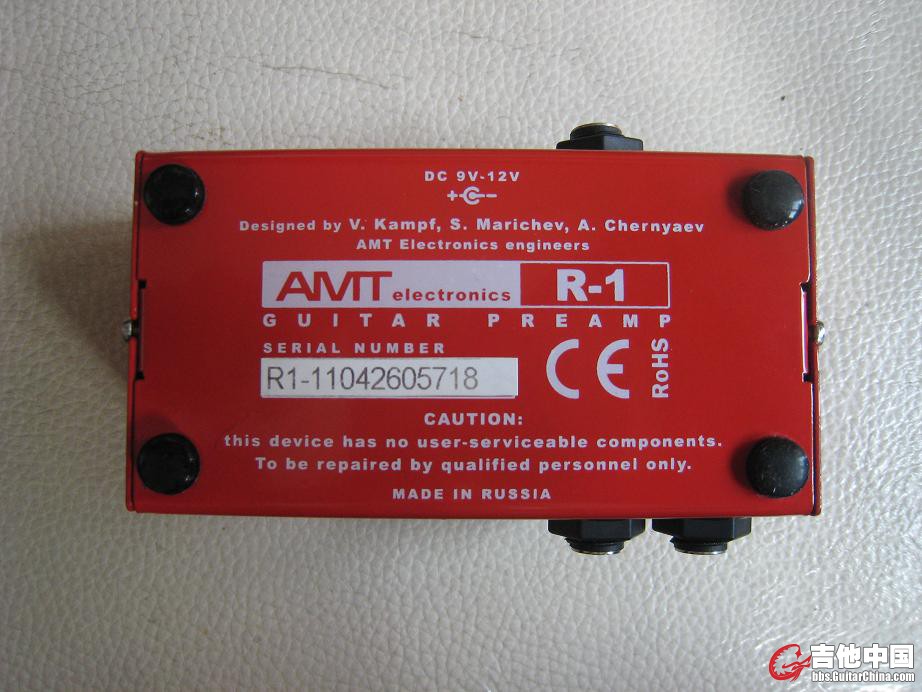 DC 9V-12V
+ -
Designed by V. Kampf, S. Marichev, A. Chernyaev
AMT Electronics engineers
AMT electronics R-1
GUITAR PREAMP
SERIAL NUMBER
R1-11042605718
CE RoHS
CAUTION:
this device has no user-serviceable components.
To be repaired by qualified personnel only.
MADE IN RUSSIA
吉他中国
bbs.GuitarChina.com